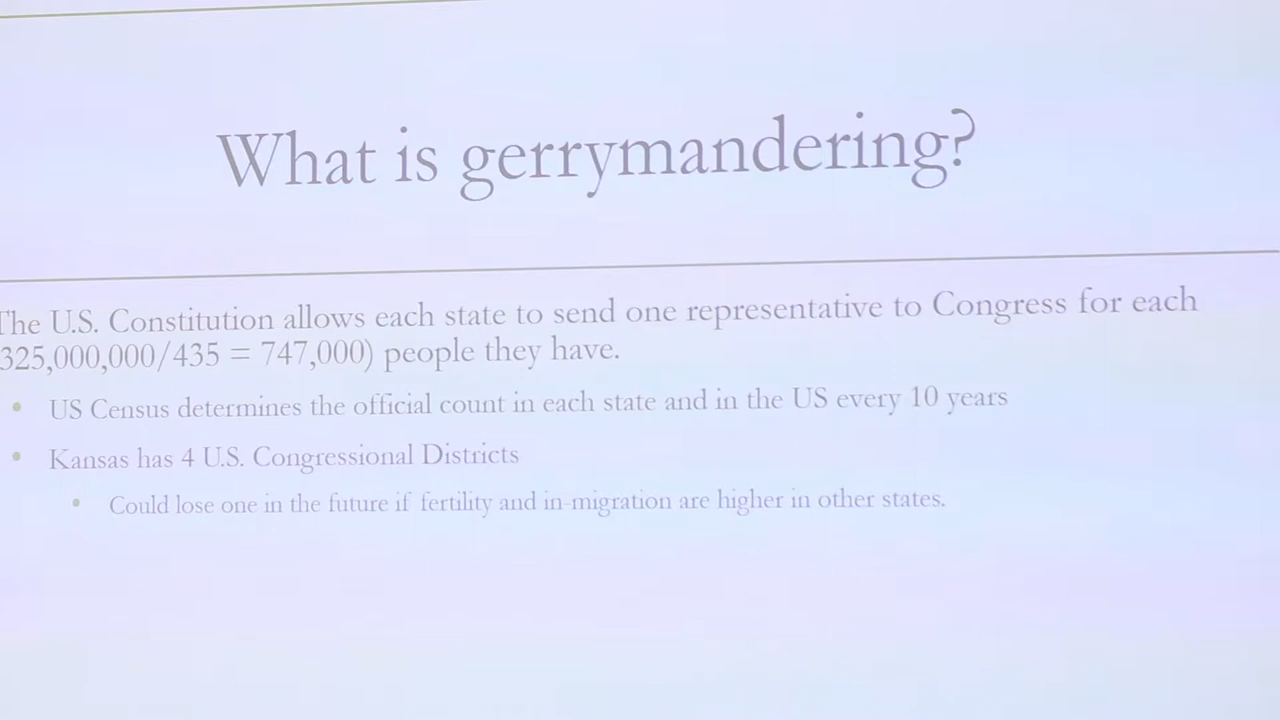 What is gerrymandering?
The U.S. Constitution allows each state to send one representative to Congress for each
325,000,000/435 = 747,000) people they have.
• US Census determines the official count in each state and in the US every 10 years
• Kansas has 4 U.S. Congressional Districts
• Could lose one in the future if fertility and in-migration are higher in other states.